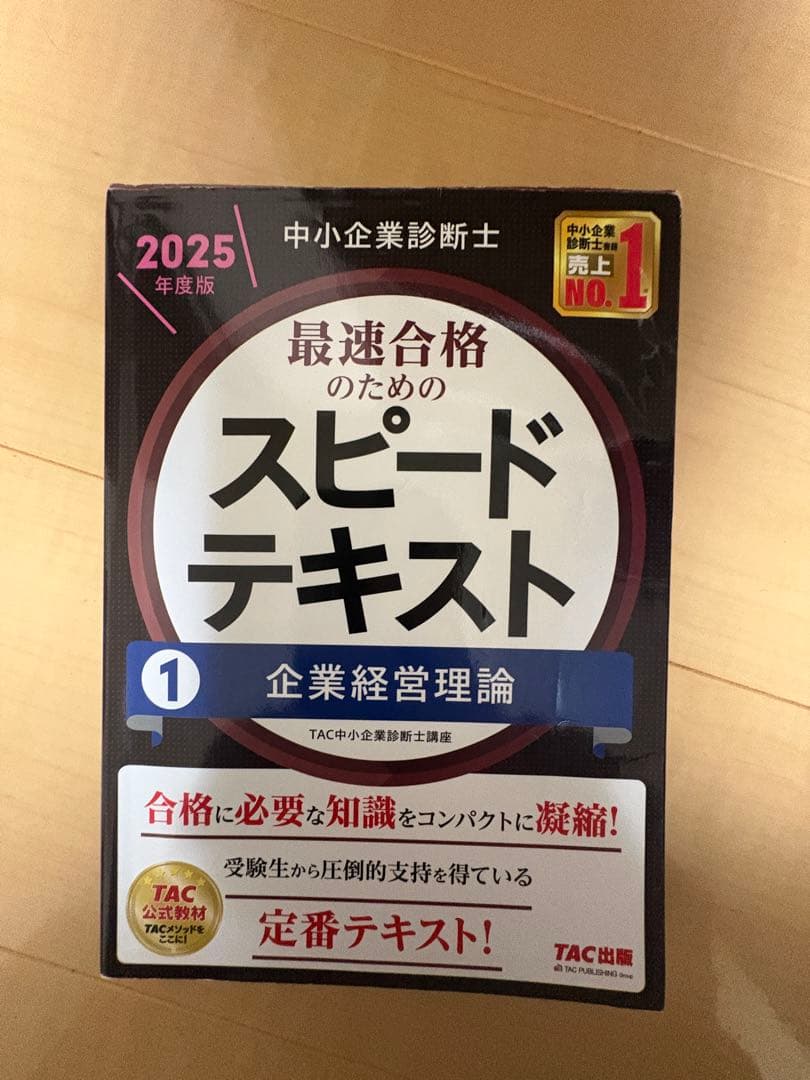 2025
年度版
中小企業診断士
中小企業
診断士書籍
売上
NO.1
最速合格
のための
スピード
テキスト
1 企業経営理論
TAC中小企業診断士講座
合格に必要な知識をコンパクトに凝縮!
受験生から圧倒的支持を得ている
定番テキスト!
TAC
公式教材
TACメソッドを
ここに!
TAC出版
TAC PUBLISHING Group